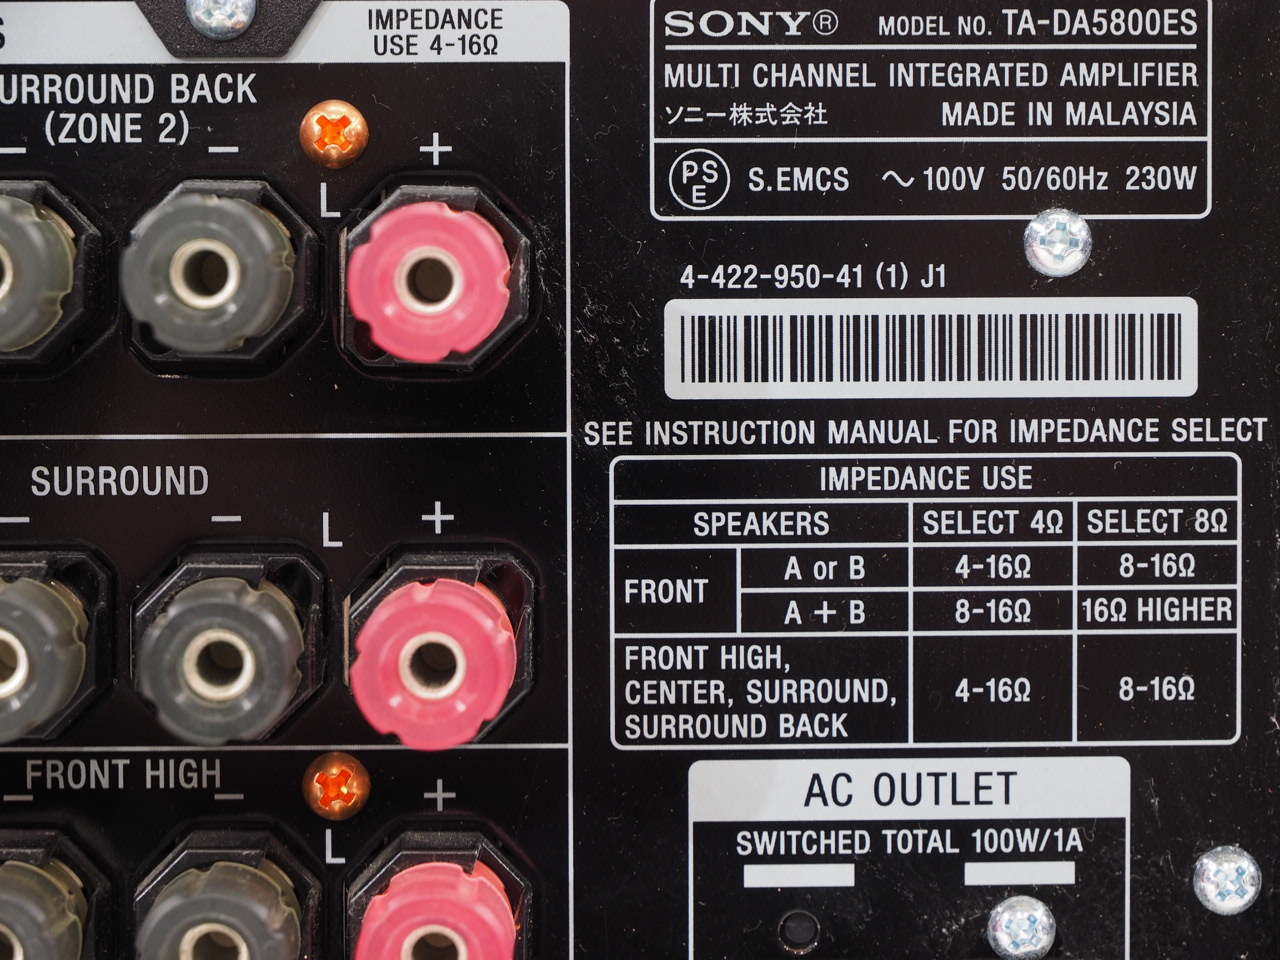 S
IMPEDANCE
USE 4-16Ω
URROUND BACK
(ZONE 2)
− − +
L
SURROUND
− − L +
FRONT HIGH
− − +
L
SONY® MODEL NO. TA-DA5800ES
MULTI CHANNEL INTEGRATED AMPLIFIER
ソニー株式会社 MADE IN MALAYSIA
PSE S.EMCS ～100V 50/60Hz 230W
4-422-950-41 (1) J1
SEE INSTRUCTION MANUAL FOR IMPEDANCE SELECT
IMPEDANCE USE
SPEAKERS SELECT 4Ω SELECT 8Ω
FRONT
A or B 4-16Ω 8-16Ω
A + B 8-16Ω 16Ω HIGHER
FRONT HIGH,
CENTER, SURROUND, 4-16Ω 8-16Ω
SURROUND BACK
AC OUTLET
SWITCHED TOTAL 100W/1A